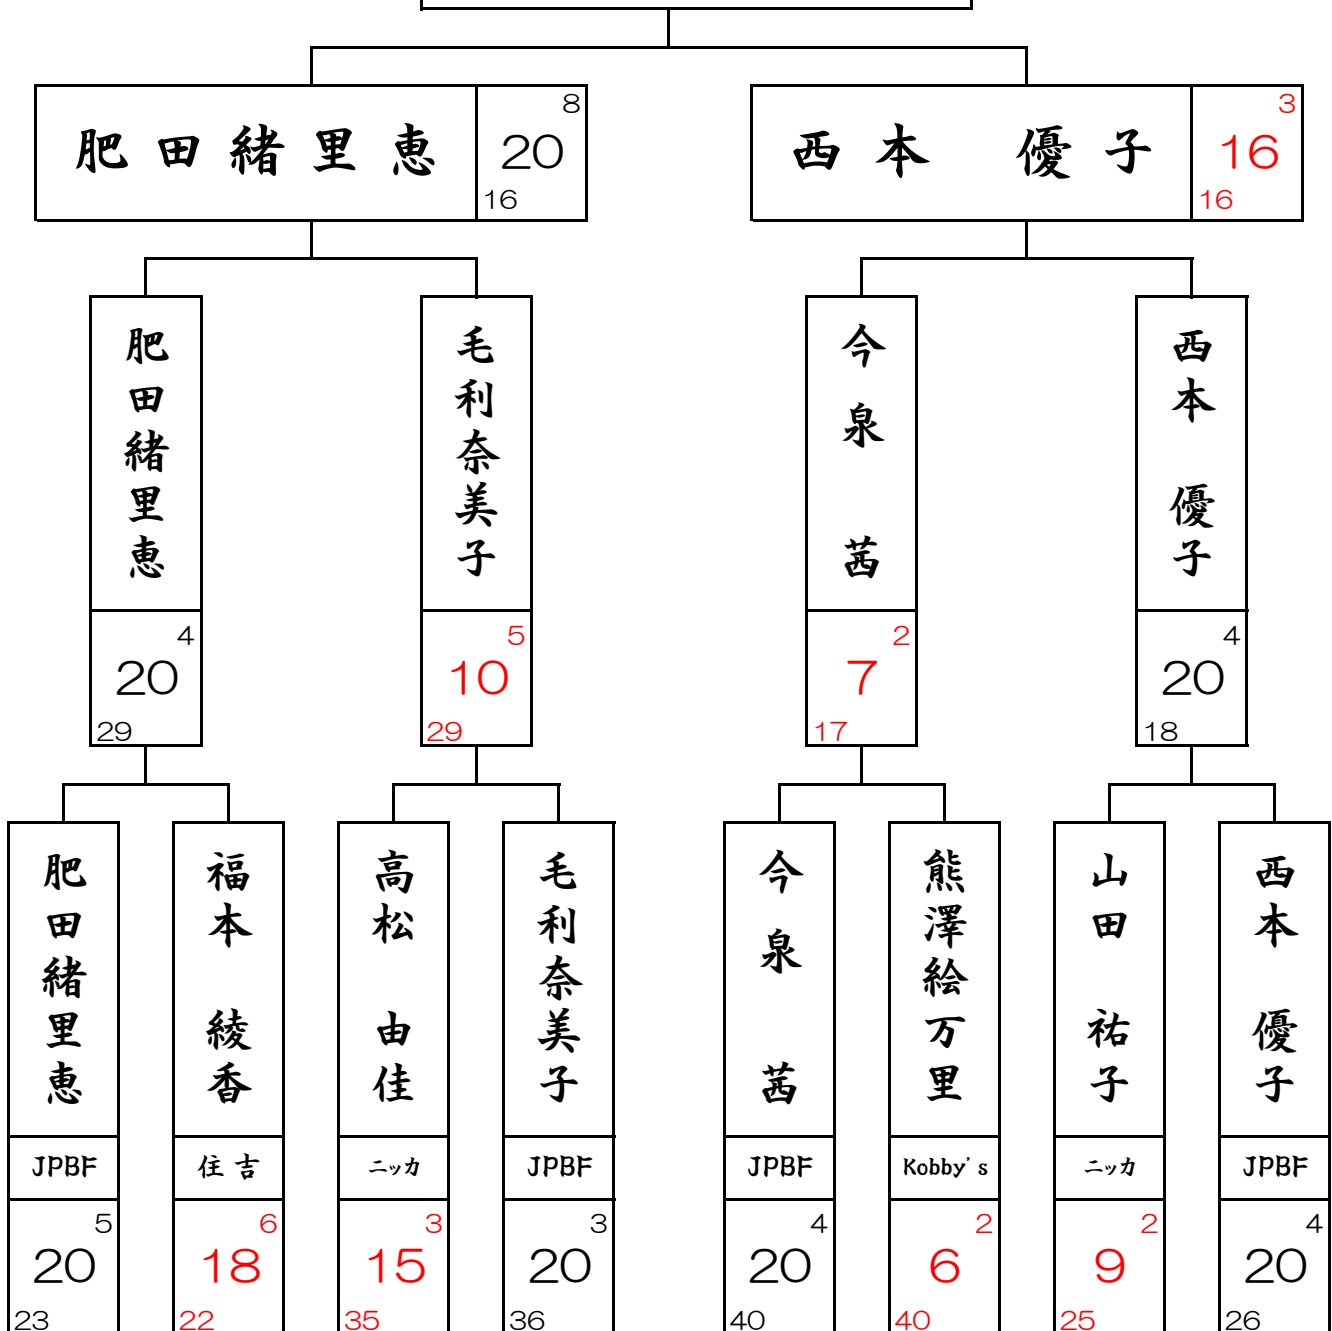 肥田緒里恵 8 20 16
西本 優子 3 16 16
肥田緒里恵
4
20
29
毛利奈美子
5
10
29
今泉 茜
2
7
17
西本 優子
4
20
18
肥田緒里恵
JPBF
5
20
23
福本 綾香
住吉
6
18
22
高松 由佳
ニッカ
3
15
35
毛利奈美子
JPBF
3
20
36
今泉 茜
JPBF
4
20
40
熊澤絵万里
Kobby's
2
6
40
山田 祐子
ニッカ
2
9
25
西本 優子
JPBF
4
20
26